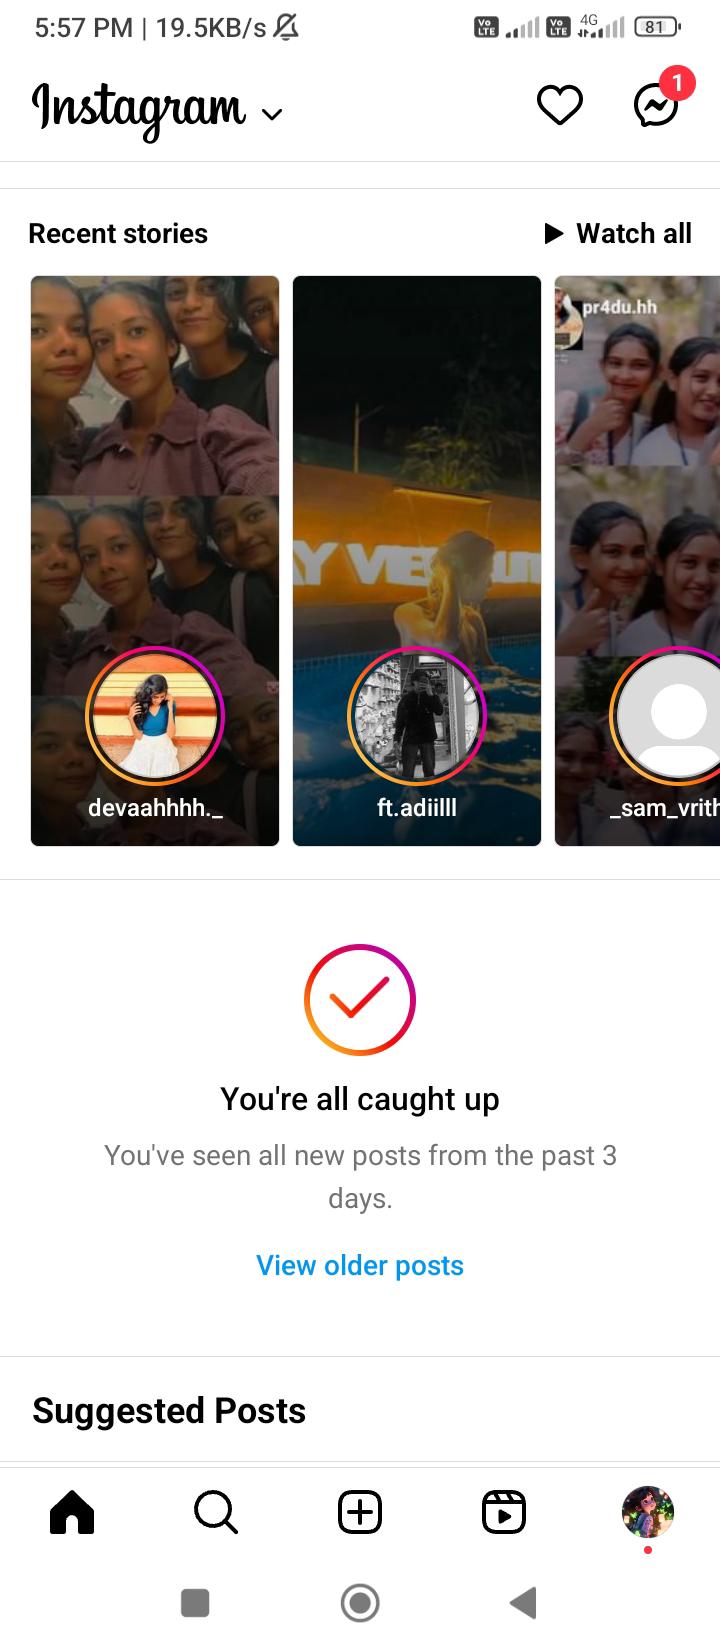 5:57 PM | 19.5KB/s
Vo LTE
Vo LTE
4G
81
Instagram
1
Recent stories
Watch all
pr4du.hh
devaahhhh._
ft.adiilll
_sam_vrith
You're all caught up
You've seen all new posts from the past 3
days.
View older posts
Suggested Posts